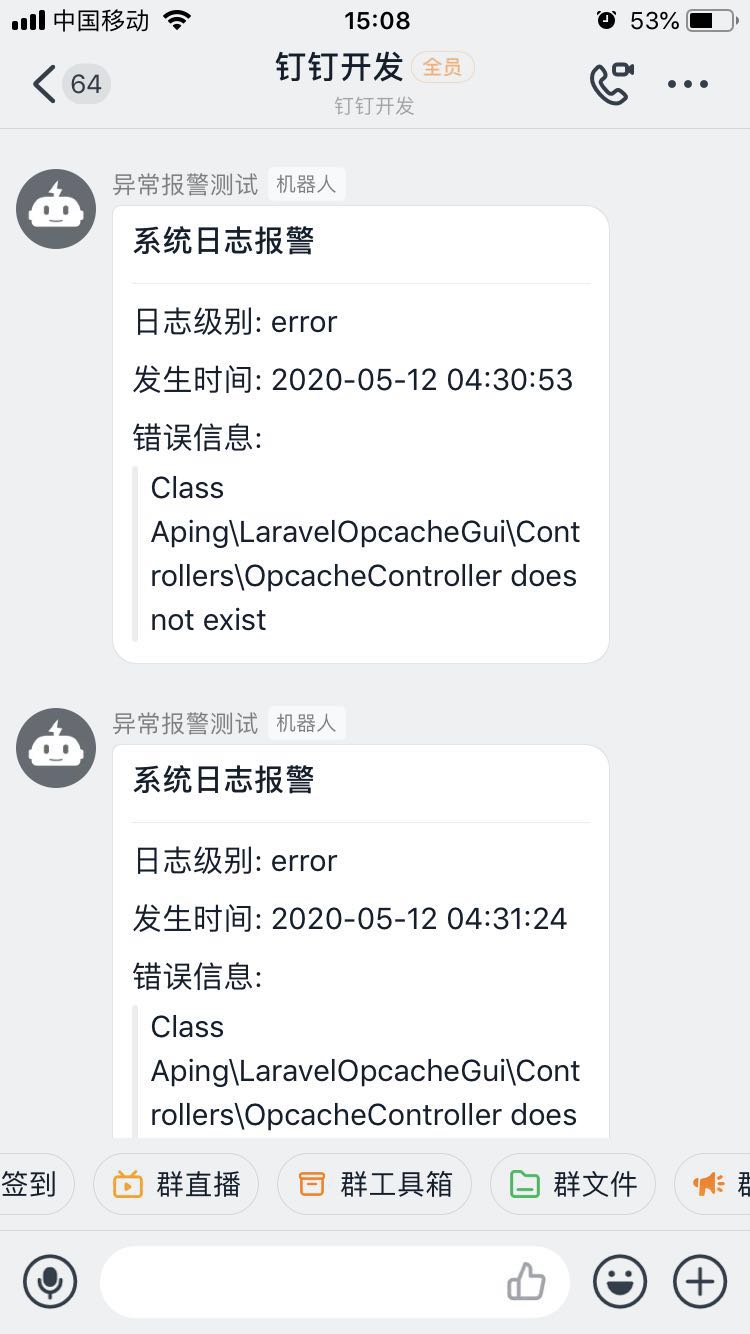 中国移动 15:08 53%
64 钉钉开发 全员
钉钉开发
异常报警测试 机器人
系统日志报警
日志级别: error
发生时间: 2020-05-12 04:30:53
错误信息:
Class
Aping\LaravelOpcacheGui\Cont
rollers\OpcacheController does
not exist
异常报警测试 机器人
系统日志报警
日志级别: error
发生时间: 2020-05-12 04:31:24
错误信息:
Class
Aping\LaravelOpcacheGui\Cont
rollers\OpcacheController does
签到 群直播 群工具箱 群文件